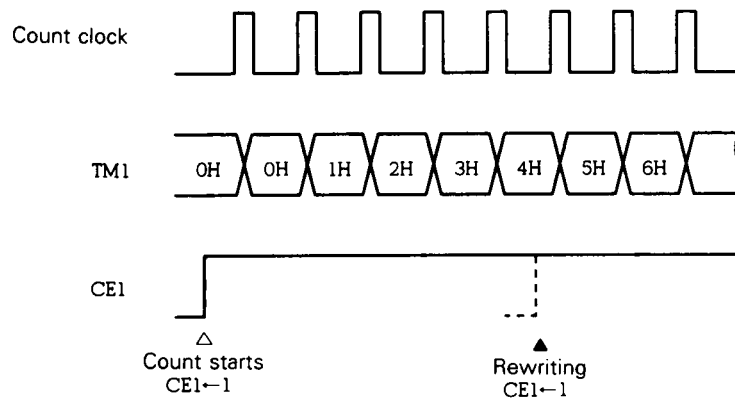 Count clock
TM1 0H 0H 1H 2H 3H 4H 5H 6H
CE1
Count starts
CE1←1
Rewriting
CE1←1